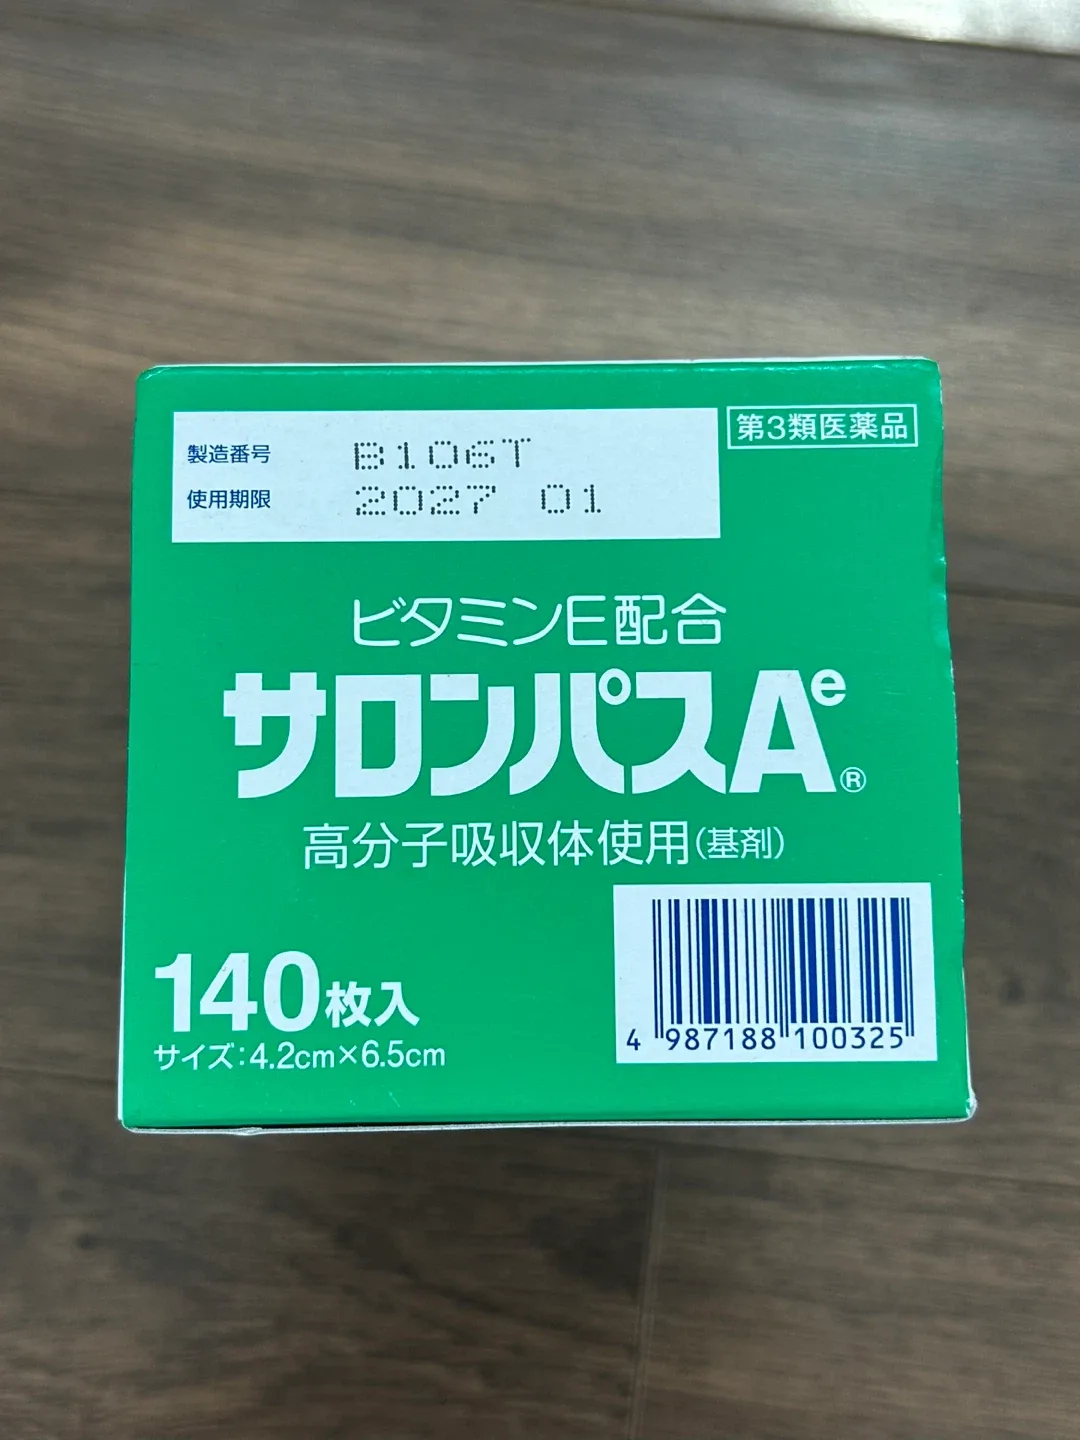 製造番号 B106T
使用期限 2027 01
第3類医薬品
ビタミンE配合
サロンパスAe®
高分子吸収体使用(基剤)
140枚入
サイズ:4.2cm×6.5cm
4 987188 100325